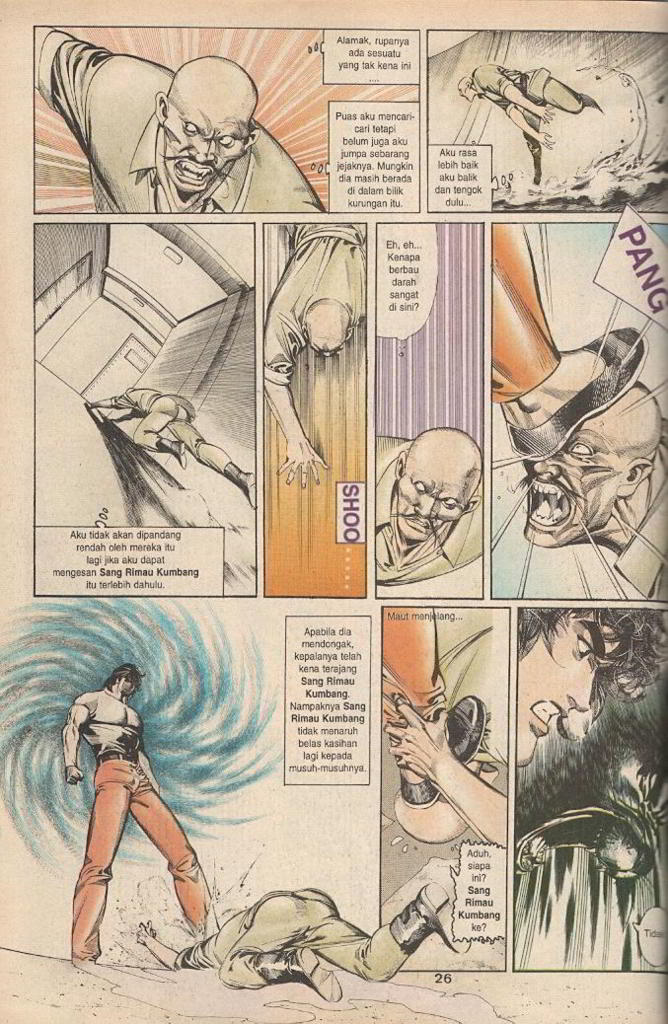 Alamak, rupanya
ada sesuatu
yang tak kena ini
....
Puas aku mencari-
cari tetapi
belum juga aku
jumpa sebarang
jejaknya. Mungkin
dia masih berada
di dalam bilik
kurungan itu.
Aku rasa
lebih baik
aku balik
dan tengok
dulu...
Aku tidak akan dipandang
rendah oleh mereka itu
lagi jika aku dapat
mengesan Sang Rimau Kumbang
itu terlebih dahulu.
SHOO.....
Eh, eh...
Kenapa
berbau
darah
sangat
di sini?
PANG
Apabila dia
mendongak,
kepalanya telah
kena terajang
Sang Rimau
Kumbang.
Nampaknya Sang
Rimau Kumbang
tidak menaruh
belas kasihan
lagi kepada
musuh-musuhnya.
Maut menjelang...
Aduh,
siapa
ini?
Sang
Rimau
Kumbang
ke?
Tida
26